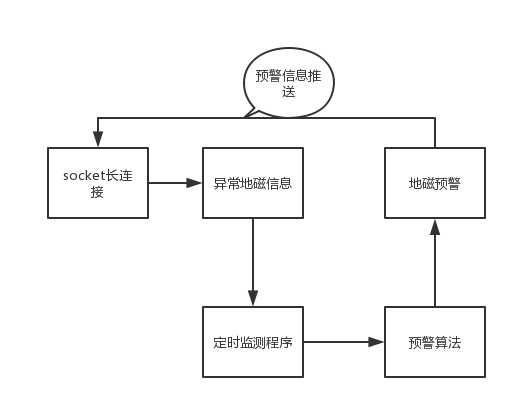 预警信息推
送
socket长连
接
异常地磁信息
地磁预警
定时监测程序
预警算法